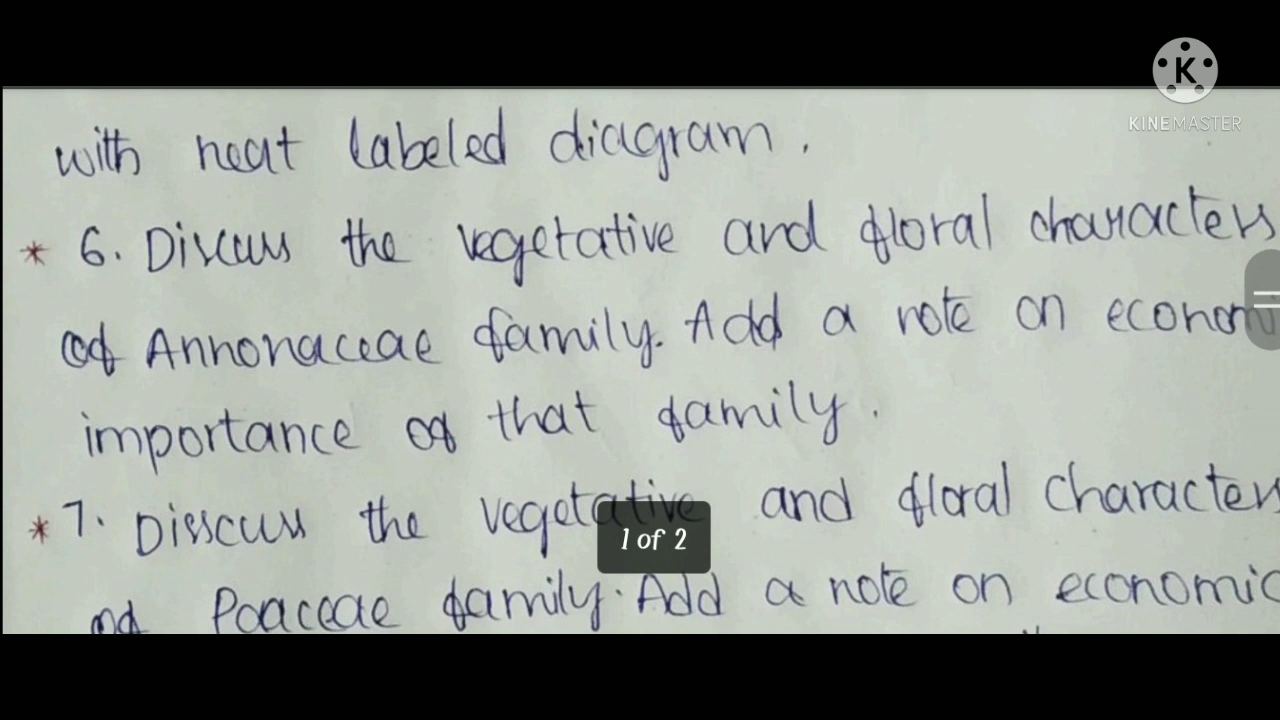 KINEMASTER
with neat labeled diagram.
* 6. Discuss the vegetative and floral characters
of Annonaceae family. Add a note on econom
importance of that family.
* 7. Disscuss the vegetative and floral characters
of Poaceae family. Add a note on economic
1 of 2